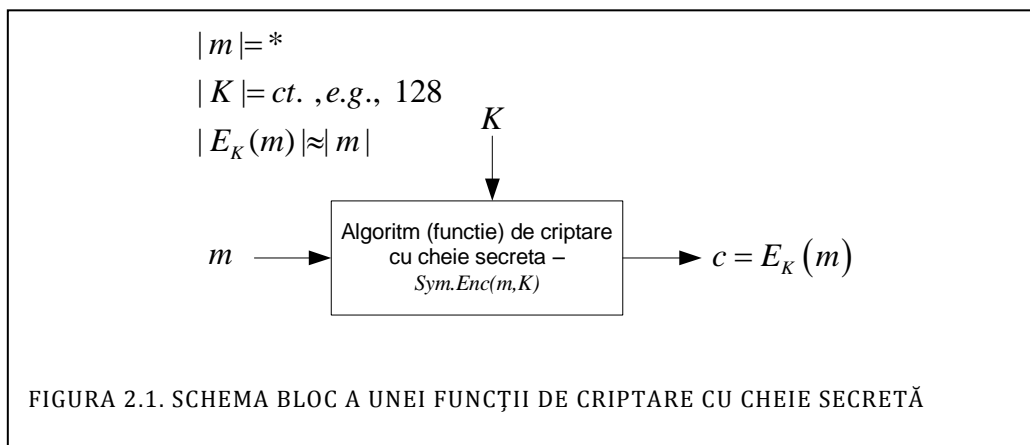 | m |= *
| K |= ct. , e.g., 128
| E_K (m) |≈| m |
K
m
Algoritm (functie) de criptare
cu cheie secreta –
Sym.Enc(m,K)
c = E_K (m)
FIGURA 2.1. SCHEMA BLOC A UNEI FUNCŢII DE CRIPTARE CU CHEIE SECRETĂ